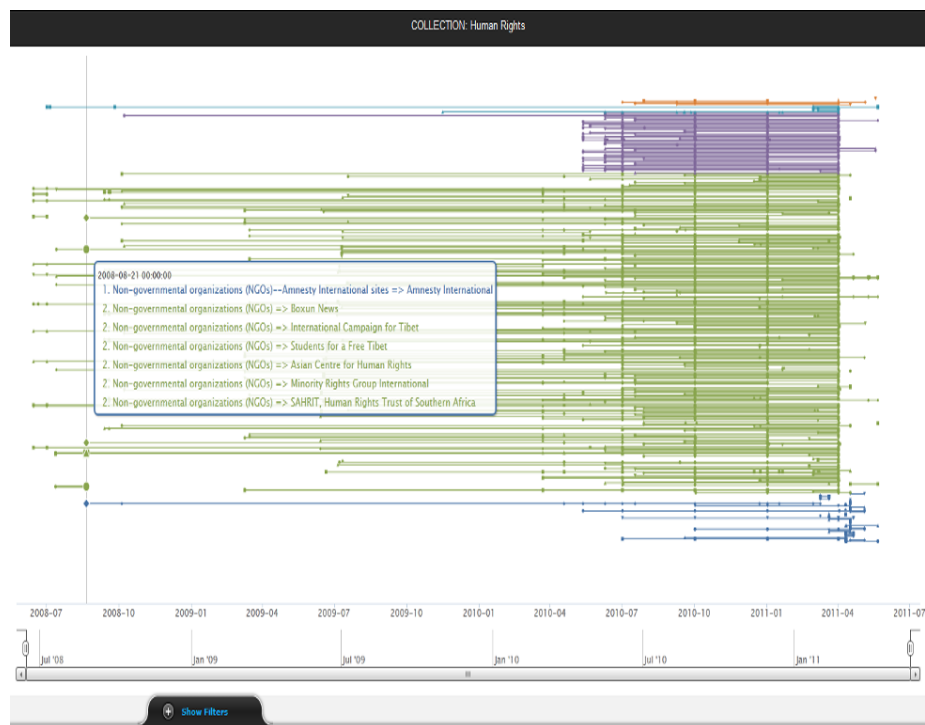 COLLECTION: Human Rights
2008-08-21 00:00:00
1. Non-governmental organizations (NGOs)--Amnesty International sites => Amnesty International
2. Non-governmental organizations (NGOs) => Boxun News
2. Non-governmental organizations (NGOs) => International Campaign for Tibet
2. Non-governmental organizations (NGOs) => Students for a Free Tibet
2. Non-governmental organizations (NGOs) => Asian Centre for Human Rights
2. Non-governmental organizations (NGOs) => Minority Rights Group International
2. Non-governmental organizations (NGOs) => SAHRIT, Human Rights Trust of Southern Africa
2008-07 2008-10 2009-01 2009-04 2009-07 2009-10 2010-01 2010-04 2010-07 2010-10 2011-01 2011-04 2011-07
Jul '08 Jan '09 Jul '09 Jan '10 Jul '10 Jan '11
Show Filters